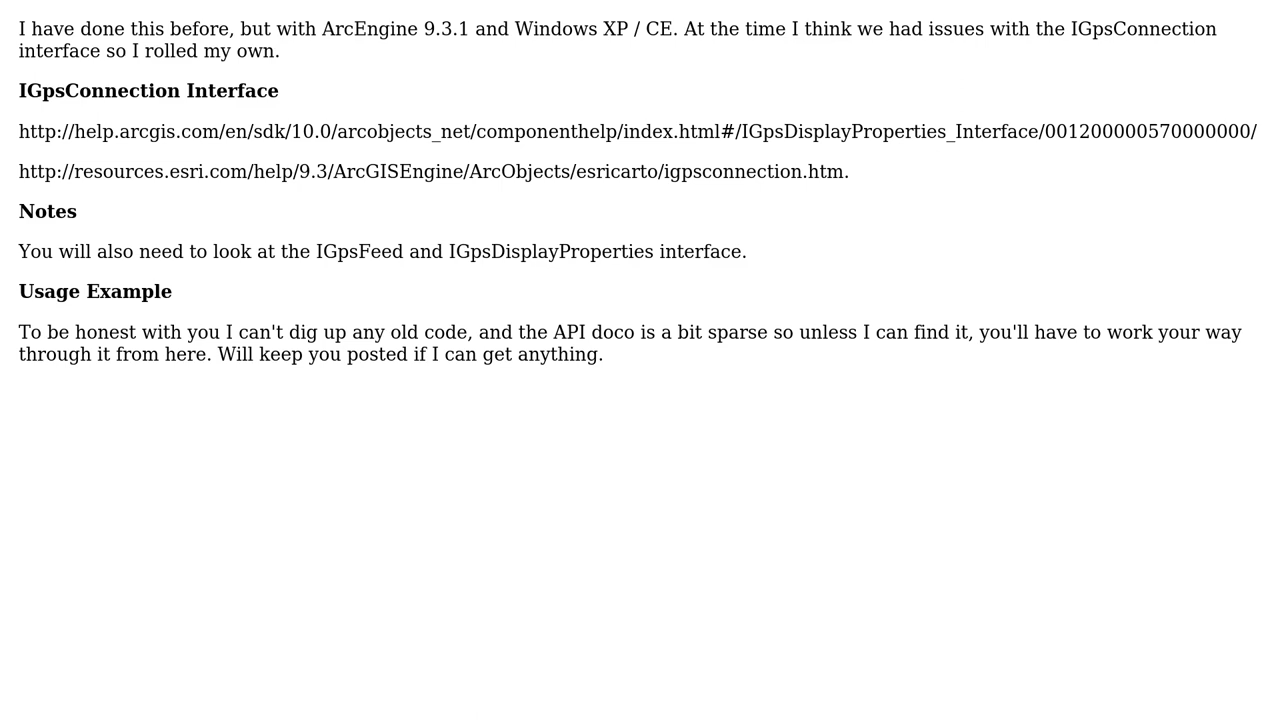 I have done this before, but with ArcEngine 9.3.1 and Windows XP / CE. At the time I think we had issues with the IGpsConnection
interface so I rolled my own.
IGpsConnection Interface
http://help.arcgis.com/en/sdk/10.0/arcobjects_net/componenthelp/index.html#/IGpsDisplayProperties_Interface/001200000570000000/
http://resources.esri.com/help/9.3/ArcGISEngine/ArcObjects/esricarto/igpsconnection.htm.
Notes
You will also need to look at the IGpsFeed and IGpsDisplayProperties interface.
Usage Example
To be honest with you I can't dig up any old code, and the API doco is a bit sparse so unless I can find it, you'll have to work your way
through it from here. Will keep you posted if I can get anything.